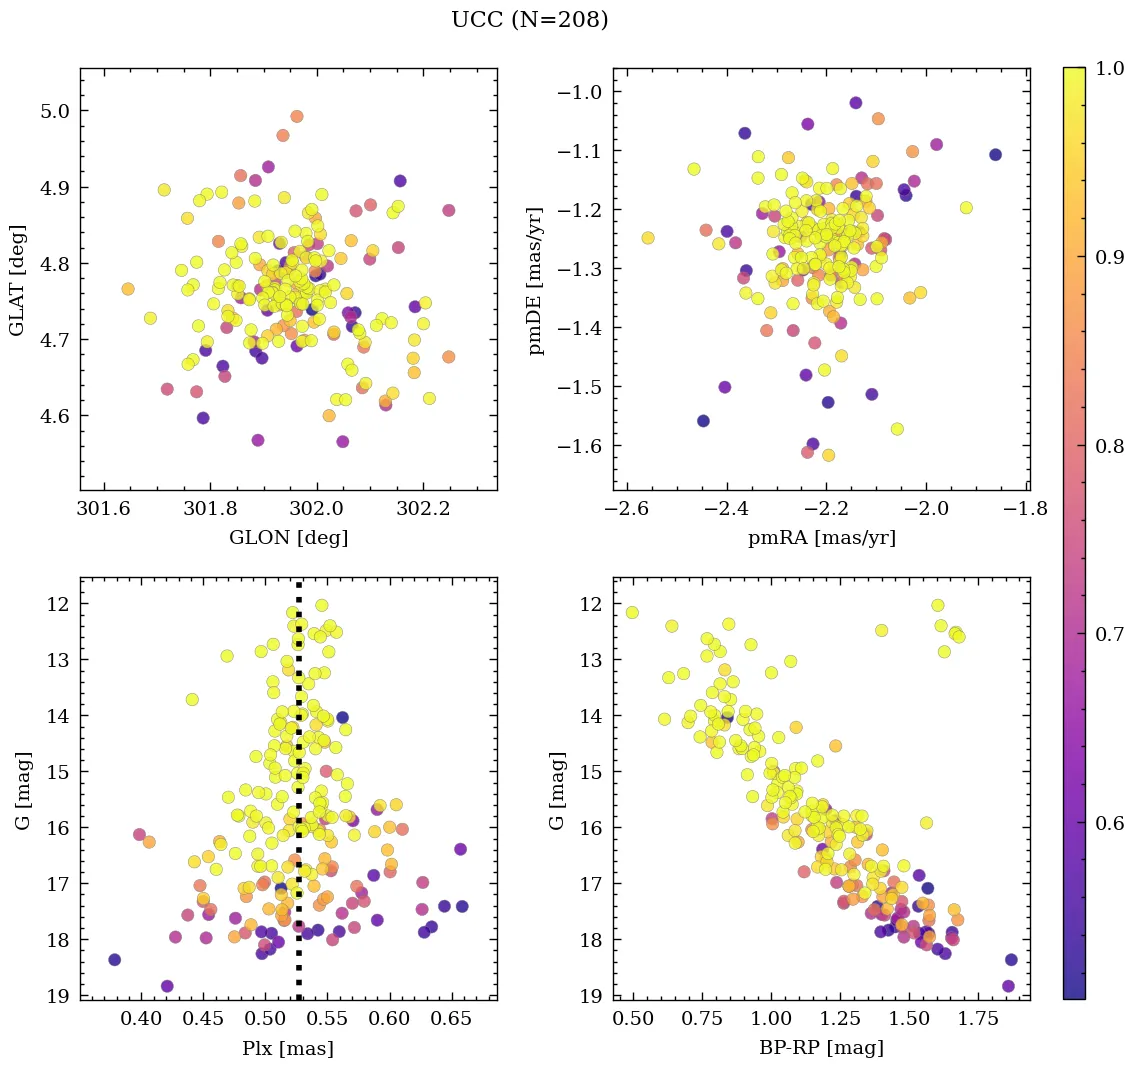 UCC (N=208)
5.0
4.9
4.8
4.7
4.6
GLAT [deg]
301.6 301.8 302.0 302.2
GLON [deg]
−1.0
−1.1
−1.2
−1.3
−1.4
−1.5
−1.6
pmDE [mas/yr]
−2.6 −2.4 −2.2 −2.0 −1.8
pmRA [mas/yr]
1.0
0.9
0.8
0.7
0.6
12
13
14
15
16
17
18
19
G [mag]
0.40 0.45 0.50 0.55 0.60 0.65
Plx [mas]
12
13
14
15
16
17
18
19
G [mag]
0.50 0.75 1.00 1.25 1.50 1.75
BP-RP [mag]